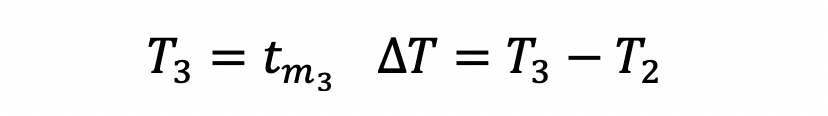 T₃ = t_{m₃}   ΔT = T₃ − T₂